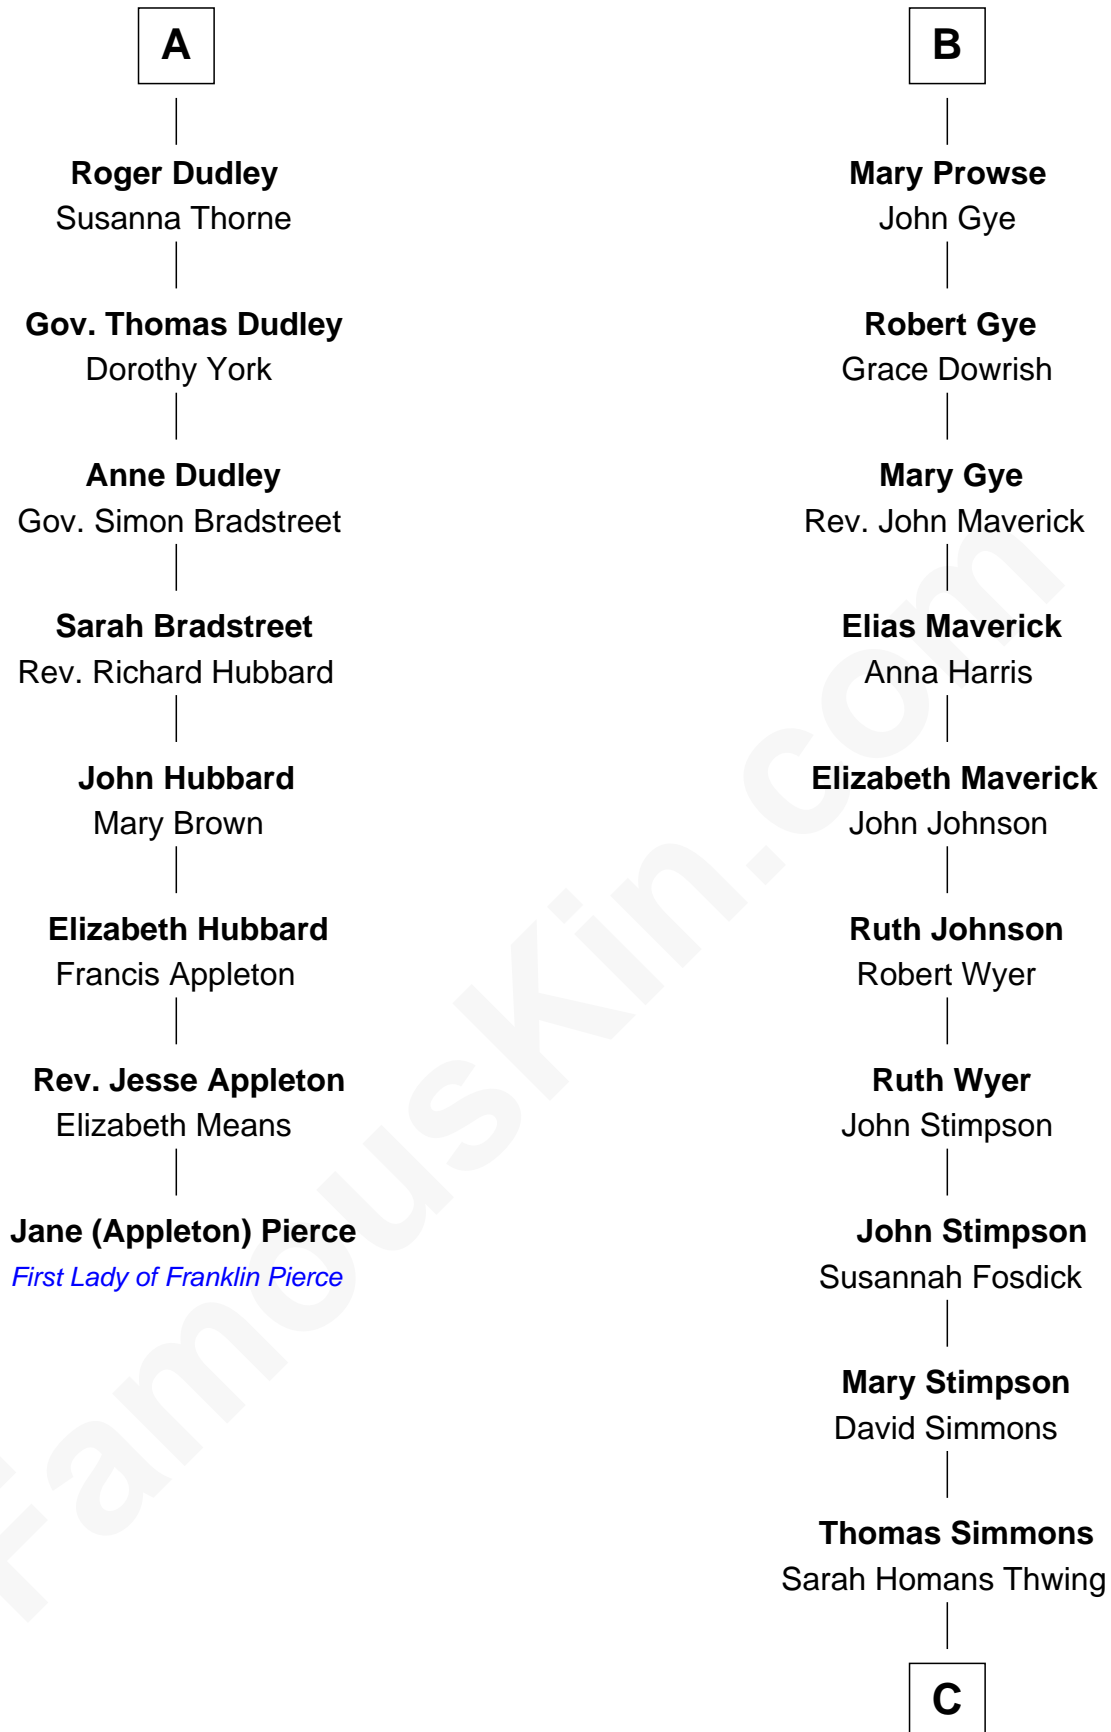 A
Roger Dudley
Susanna Thorne
Gov. Thomas Dudley
Dorothy York
Anne Dudley
Gov. Simon Bradstreet
Sarah Bradstreet
Rev. Richard Hubbard
John Hubbard
Mary Brown
Elizabeth Hubbard
Francis Appleton
Rev. Jesse Appleton
Elizabeth Means
Jane (Appleton) Pierce
First Lady of Franklin Pierce
B
Mary Prowse
John Gye
Robert Gye
Grace Dowrish
Mary Gye
Rev. John Maverick
Elias Maverick
Anna Harris
Elizabeth Maverick
John Johnson
Ruth Johnson
Robert Wyer
Ruth Wyer
John Stimpson
John Stimpson
Susannah Fosdick
Mary Stimpson
David Simmons
Thomas Simmons
Sarah Homans Thwing
C
FamousKin.com